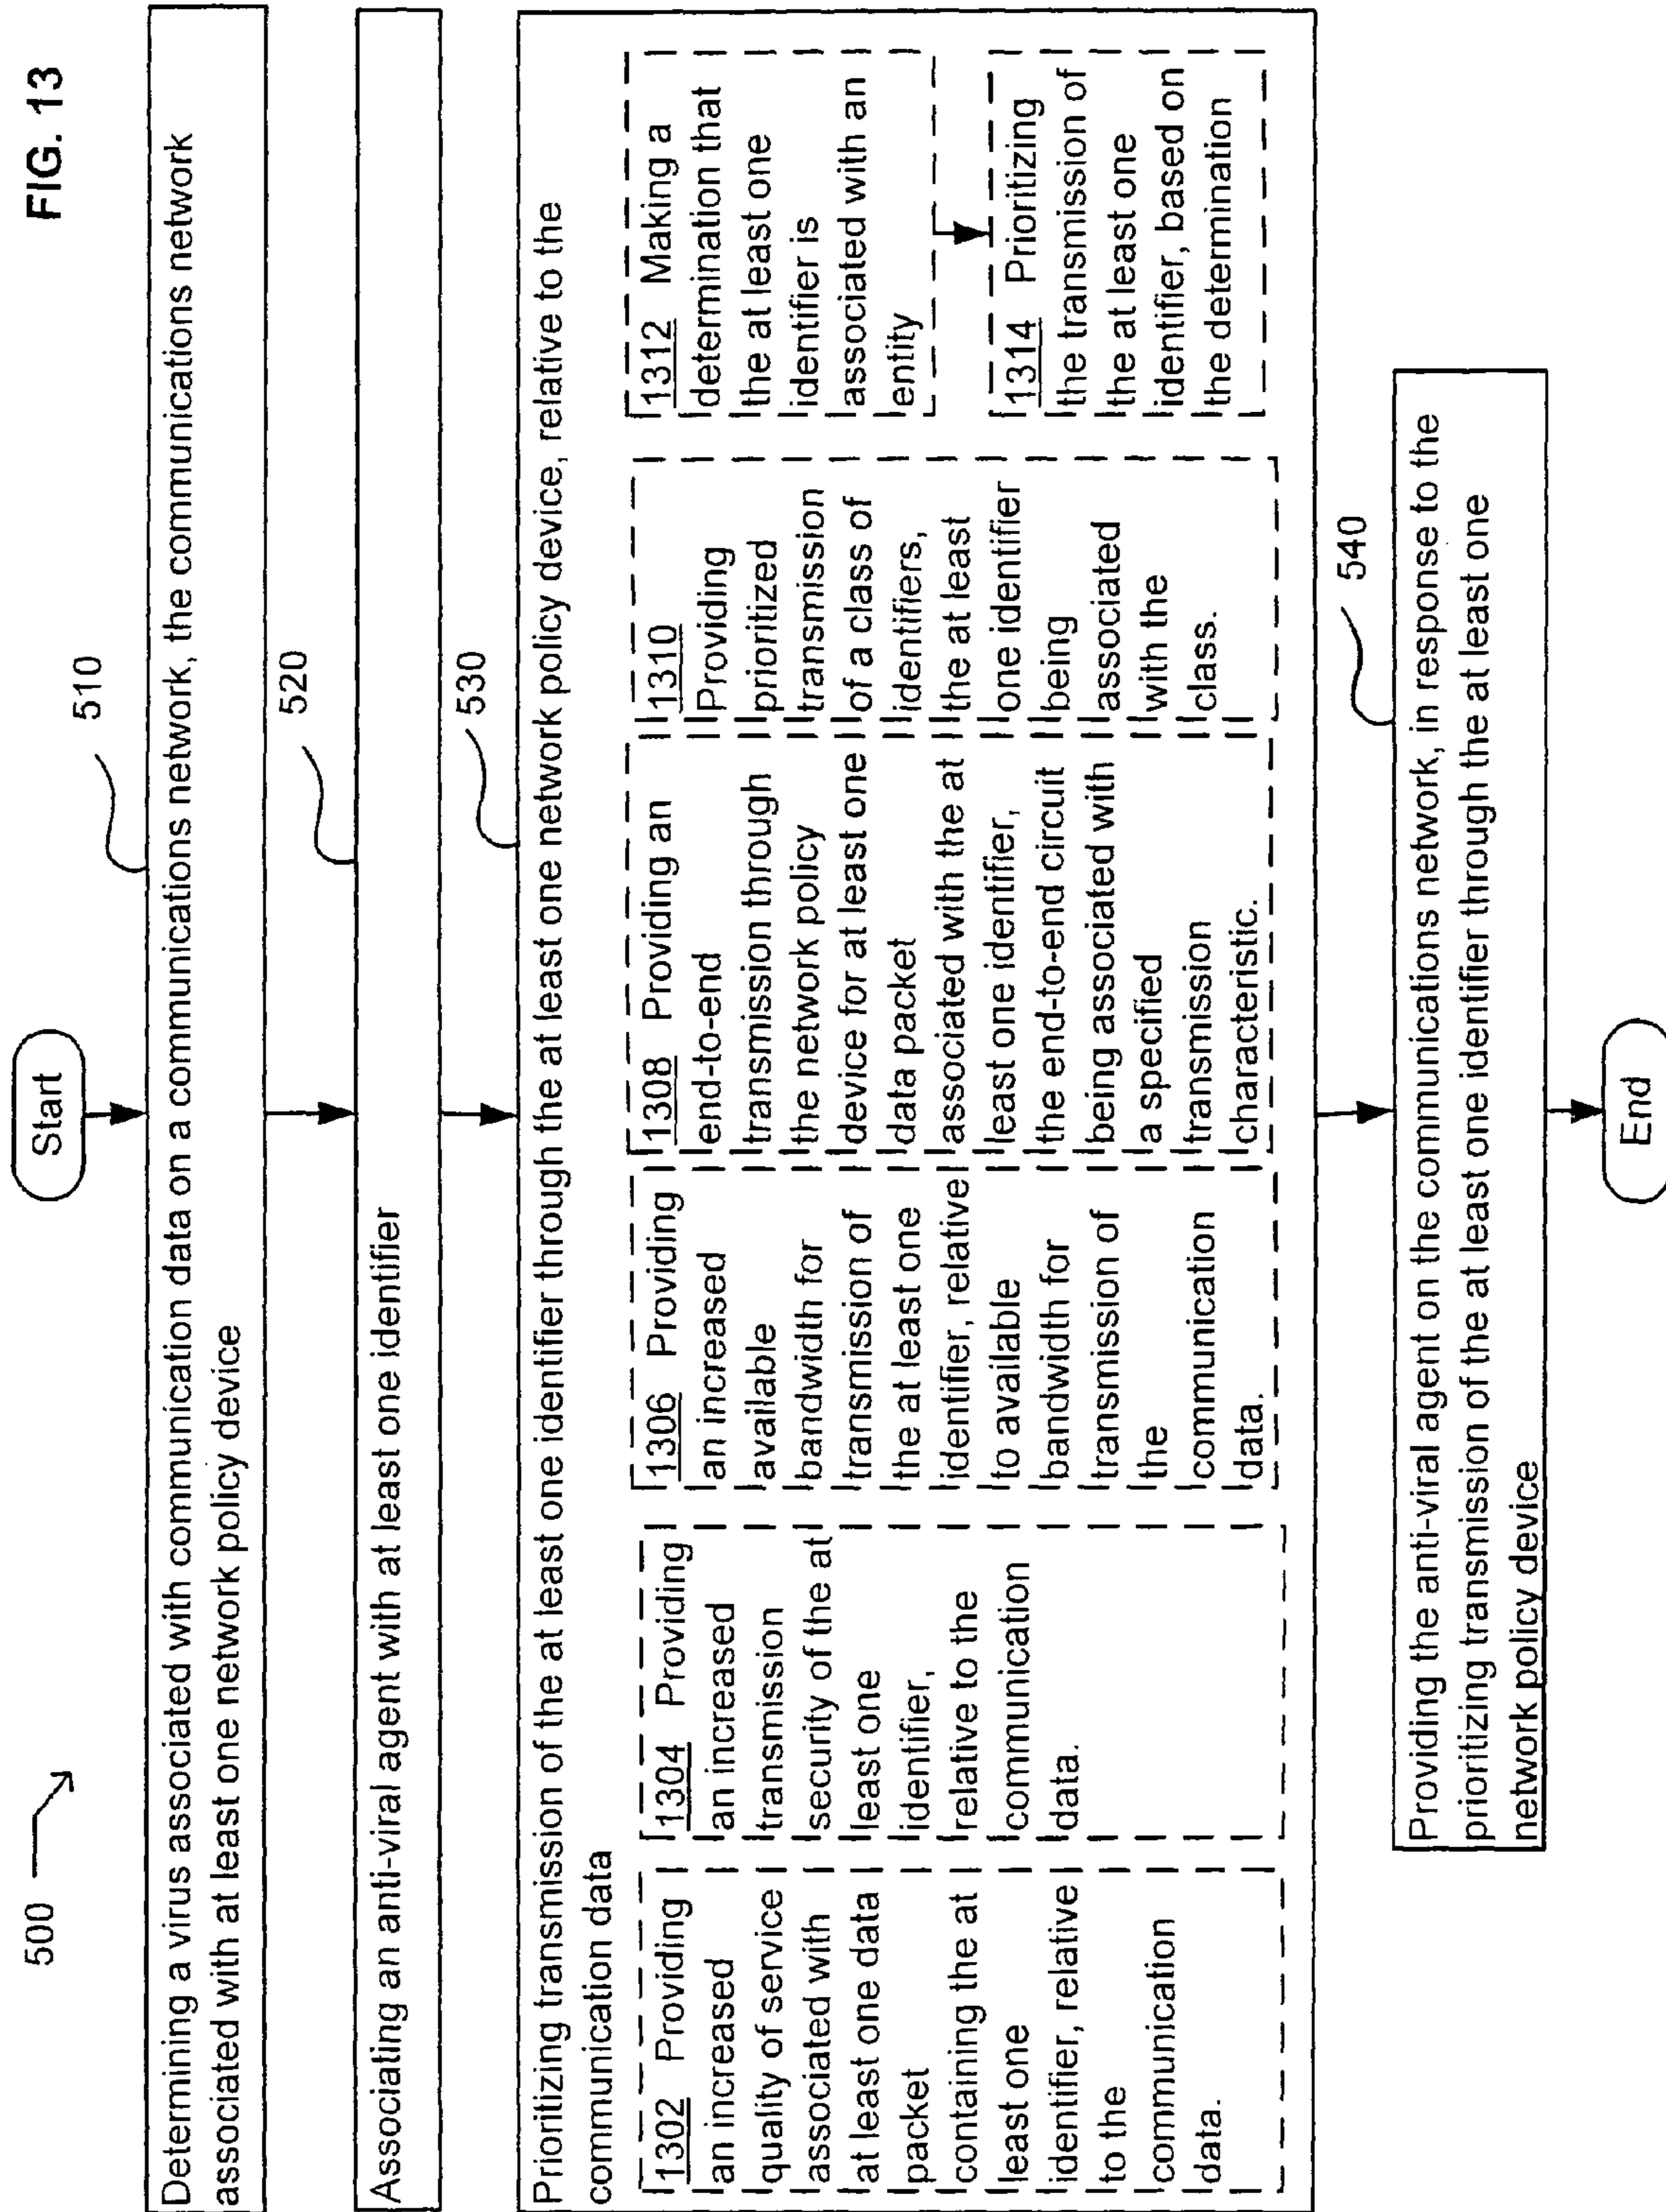 FIG. 13
500
Start
510
Determining a virus associated with communication data on a communications network, the communications network
associated with at least one network policy device
520
Associating an anti-viral agent with at least one identifier
530
Prioritizing transmission of the at least one identifier through the at least one network policy device, relative to the
communication data
1302 Providing
an increased
quality of service
associated with
at least one data
packet
containing the at
least one
identifier, relative
to the
communication
data.
1304 Providing
an increased
transmission
security of the at
least one
identifier,
relative to the
communication
data.
1306 Providing
an increased
available
bandwidth for
transmission of
the at least one
identifier, relative
to available
bandwidth for
transmission of
the
communication
data.
1308 Providing an
end-to-end
transmission through
the network policy
device for at least one
data packet
associated with the at
least one identifier,
the end-to-end circuit
being associated with
a specified
transmission
characteristic.
1310
Providing
prioritized
transmission
of a class of
identifiers,
the at least
one identifier
being
associated
with the
class.
1312 Making a
determination that
the at least one
identifier is
associated with an
entity
1314 Prioritizing
the transmission of
the at least one
identifier, based on
the determination
540
Providing the anti-viral agent on the communications network, in response to the
prioritizing transmission of the at least one identifier through the at least one
network policy device
End